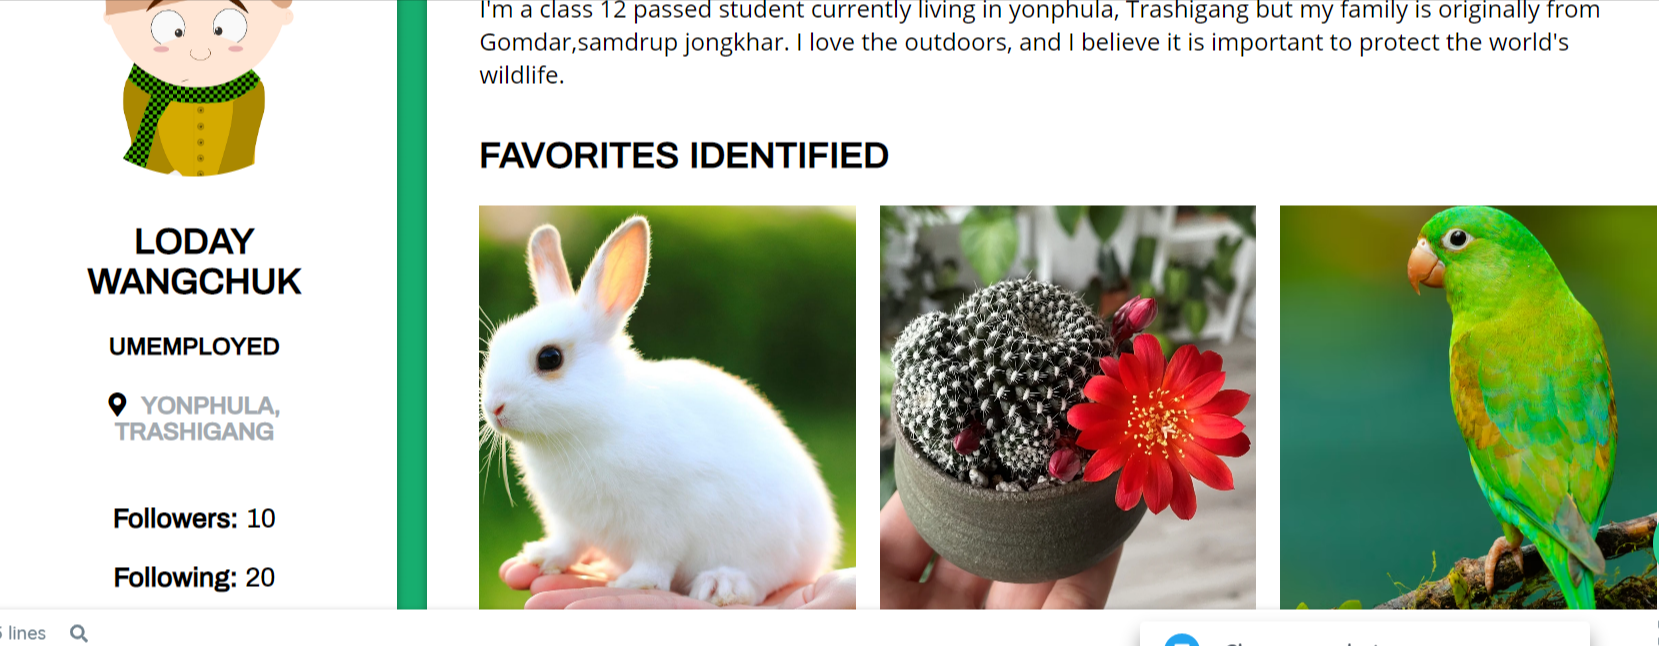 I'm a class 12 passed student currently living in yonphula, Trashigang but my family is originally from
Gomdar,samdrup jongkhar. I love the outdoors, and I believe it is important to protect the world's
wildlife.
FAVORITES IDENTIFIED
LODAY
WANGCHUK
UMEMPLOYED
YONPHULA,
TRASHIGANG
Followers: 10
Following: 20
lines